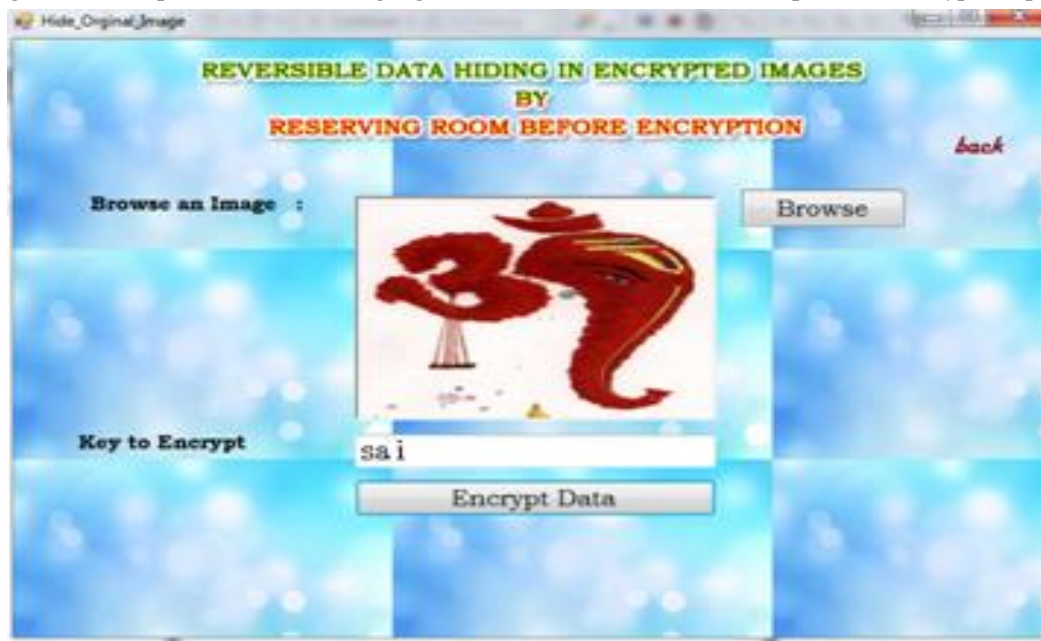 Hide_Orginal_Image
REVERSIBLE DATA HIDING IN ENCRYPTED IMAGES
BY
RESERVING ROOM BEFORE ENCRYPTION
back
Browse an Image :
Browse
Key to Encrypt
sai
Encrypt Data